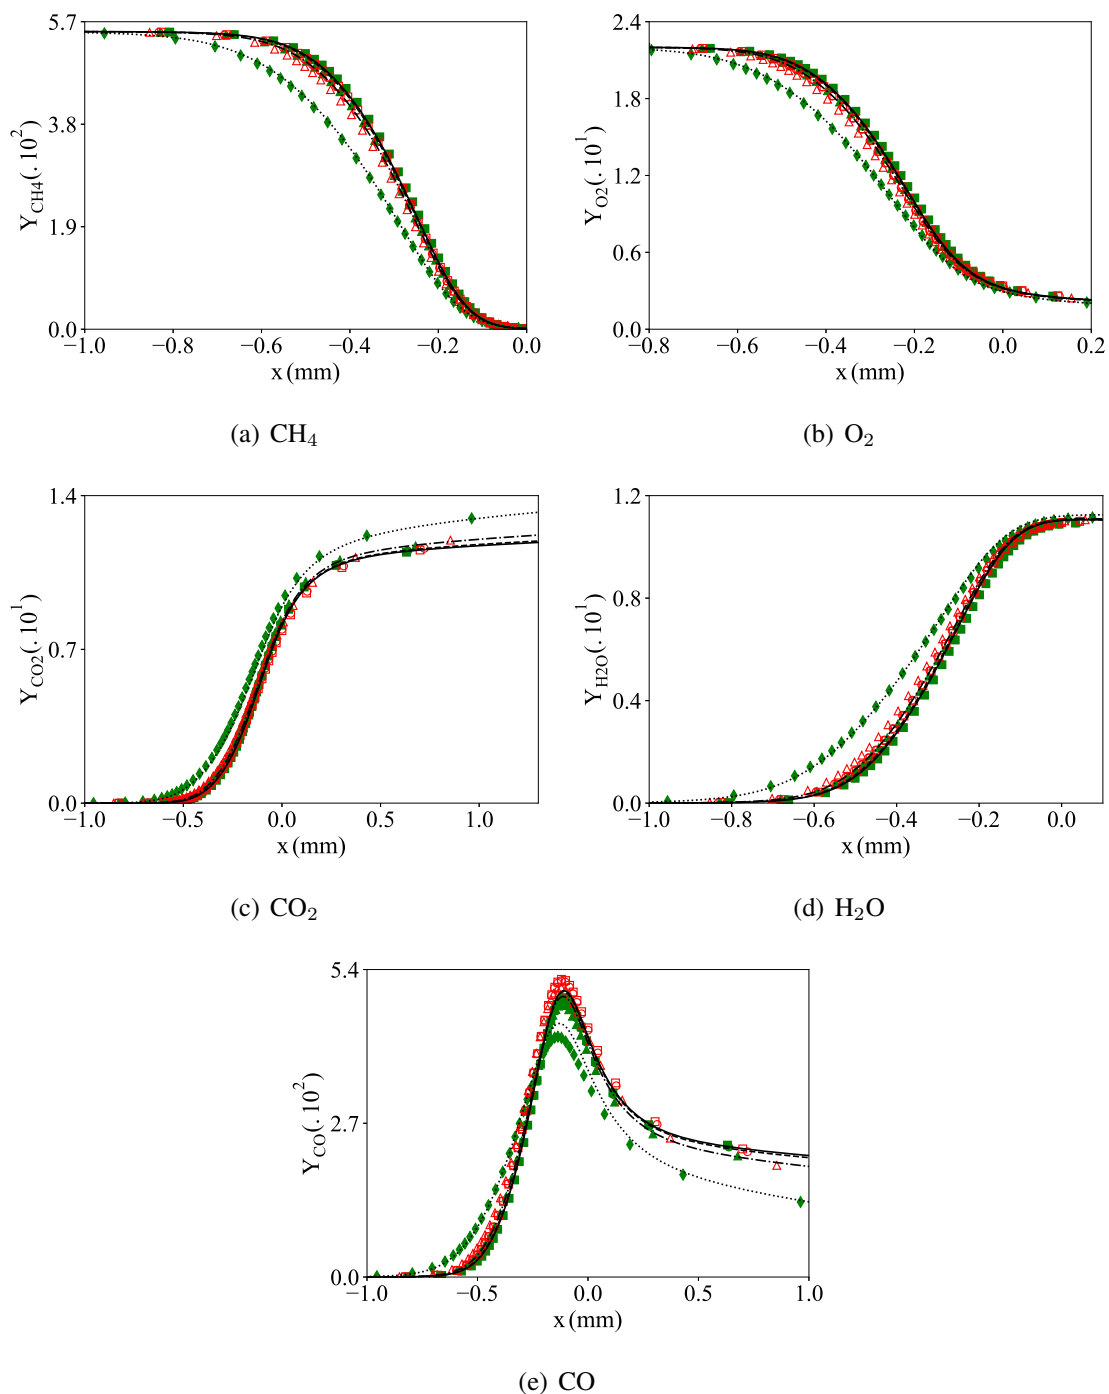 5.7
3.8
1.9
0.0
Y_CH4(. 10^2)
−1.0 −0.8 −0.6 −0.4 −0.2 0.0
x (mm)
(a) CH₄
2.4
1.8
1.2
0.6
0.0
Y_O2(. 10^1)
−0.8 −0.6 −0.4 −0.2 0.0 0.2
x (mm)
(b) O₂
1.4
0.7
0.0
Y_CO2(. 10^1)
−1.0 −0.5 0.0 0.5 1.0
x (mm)
(c) CO₂
1.2
0.8
0.4
0.0
Y_H2O(. 10^1)
−1.0 −0.8 −0.6 −0.4 −0.2 0.0
x (mm)
(d) H₂O
5.4
2.7
0.0
Y_CO(. 10^2)
−1.0 −0.5 0.0 0.5 1.0
x (mm)
(e) CO